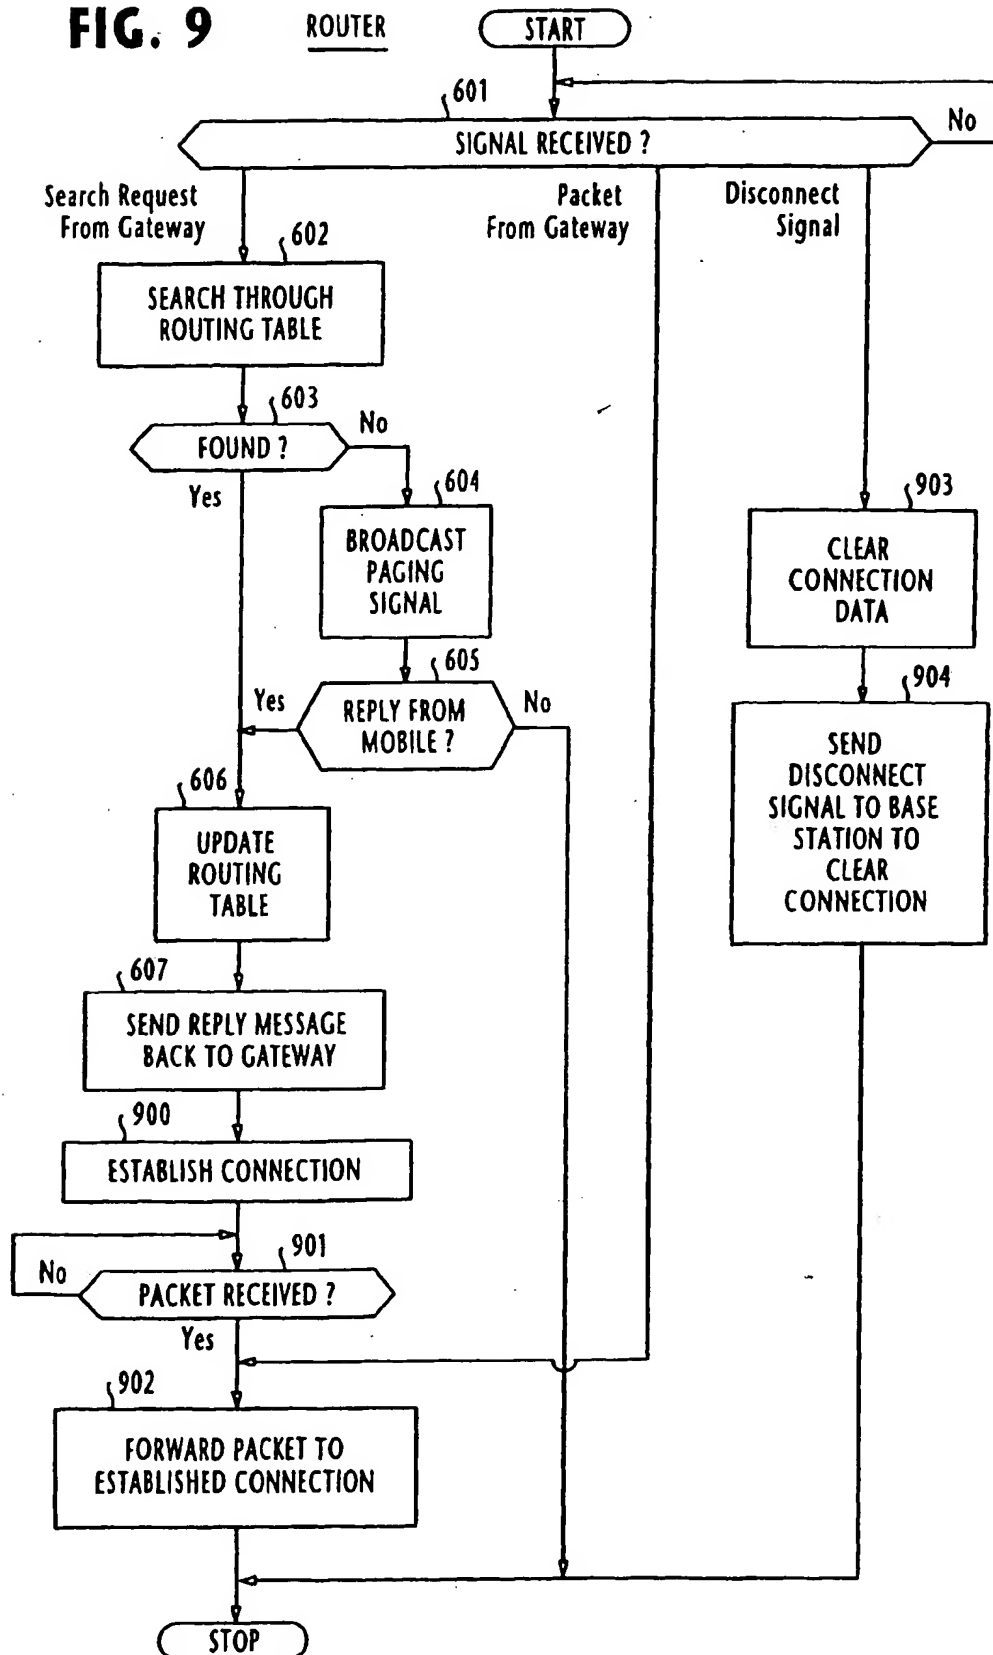 FIG. 9
ROUTER
START
601
SIGNAL RECEIVED ?
No
Search Request
From Gateway
Packet
From Gateway
Disconnect
Signal
602
SEARCH THROUGH
ROUTING TABLE
603
FOUND ?
No
Yes
604
BROADCAST
PAGING
SIGNAL
605
REPLY FROM
MOBILE ?
Yes
No
903
CLEAR
CONNECTION
DATA
904
SEND
DISCONNECT
SIGNAL TO BASE
STATION TO
CLEAR
CONNECTION
606
UPDATE
ROUTING
TABLE
607
SEND REPLY MESSAGE
BACK TO GATEWAY
900
ESTABLISH CONNECTION
901
No
PACKET RECEIVED ?
Yes
902
FORWARD PACKET TO
ESTABLISHED CONNECTION
STOP